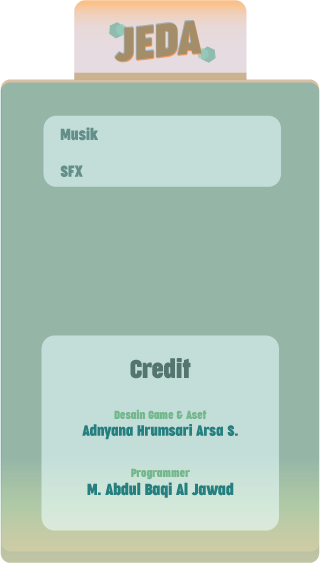 JEDA
Musik
SFX
Credit
Desain Game & Aset
Adnyana Hrumsari Arsa S.
Programmer
M. Abdul Baqi Al Jawad